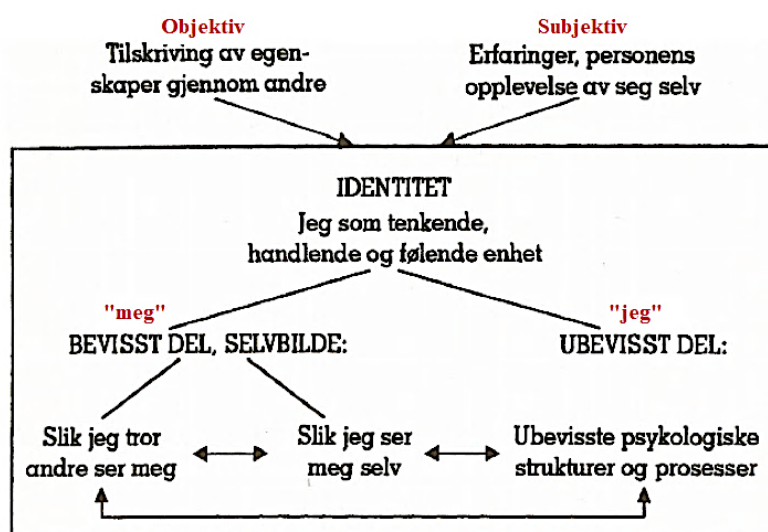 Objektiv
Tilskriving av egen-
skaper gjennom andre
Subjektiv
Erfaringer, personens
opplevelse av seg selv
IDENTITET
Jeg som tenkende,
handlende og følende enhet
"meg"
BEVISST DEL, SELVBILDE:
"jeg"
UBEVISST DEL:
Slik jeg tror
andre ser meg
Slik jeg ser
meg selv
Ubevisste psykologiske
strukturer og prosesser